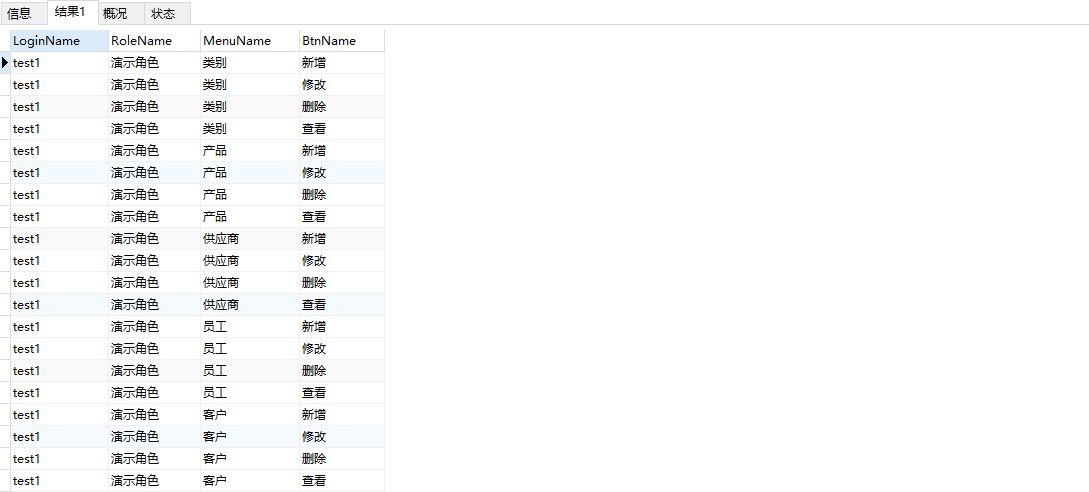 信息 结果1 概况 状态
LoginName RoleName MenuName BtnName
test1 演示角色 类别 新增
test1 演示角色 类别 修改
test1 演示角色 类别 删除
test1 演示角色 类别 查看
test1 演示角色 产品 新增
test1 演示角色 产品 修改
test1 演示角色 产品 删除
test1 演示角色 产品 查看
test1 演示角色 供应商 新增
test1 演示角色 供应商 修改
test1 演示角色 供应商 删除
test1 演示角色 供应商 查看
test1 演示角色 员工 新增
test1 演示角色 员工 修改
test1 演示角色 员工 删除
test1 演示角色 员工 查看
test1 演示角色 客户 新增
test1 演示角色 客户 修改
test1 演示角色 客户 删除
test1 演示角色 客户 查看